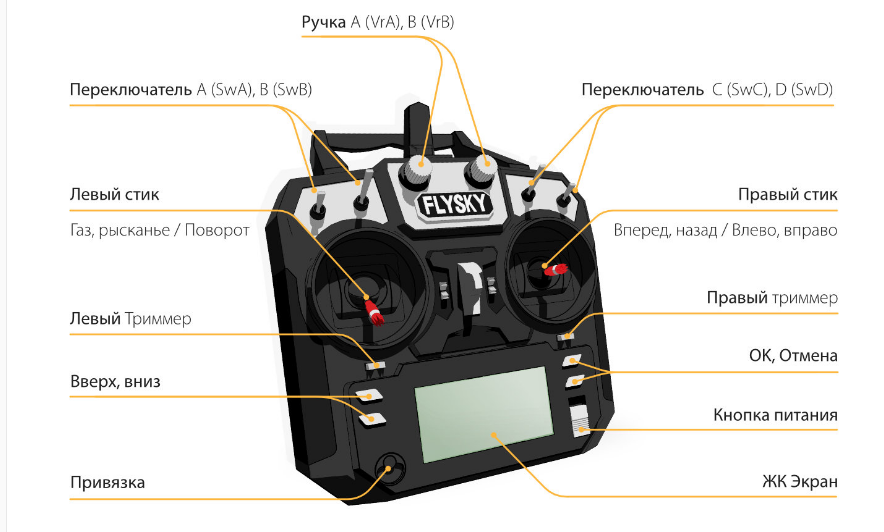 Ручка A (VrA), B (VrB)
Переключатель A (SwA), B (SwB)
Переключатель C (SwC), D (SwD)
Левый стик
Газ, рысканье / Поворот
FLYSKY
Правый стик
Вперед, назад / Влево, вправо
Левый Триммер
Правый триммер
Вверх, вниз
OK, Отмена
Кнопка питания
Привязка
ЖК Экран